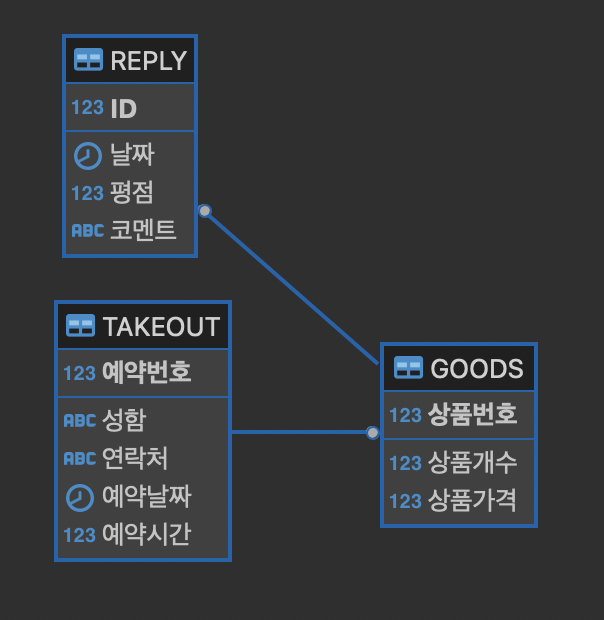 REPLY
123 ID
날짜
123 평점
ABC 코멘트
TAKEOUT
123 예약번호
ABC 성함
ABC 연락처
예약날짜
123 예약시간
GOODS
123 상품번호
123 상품개수
123 상품가격